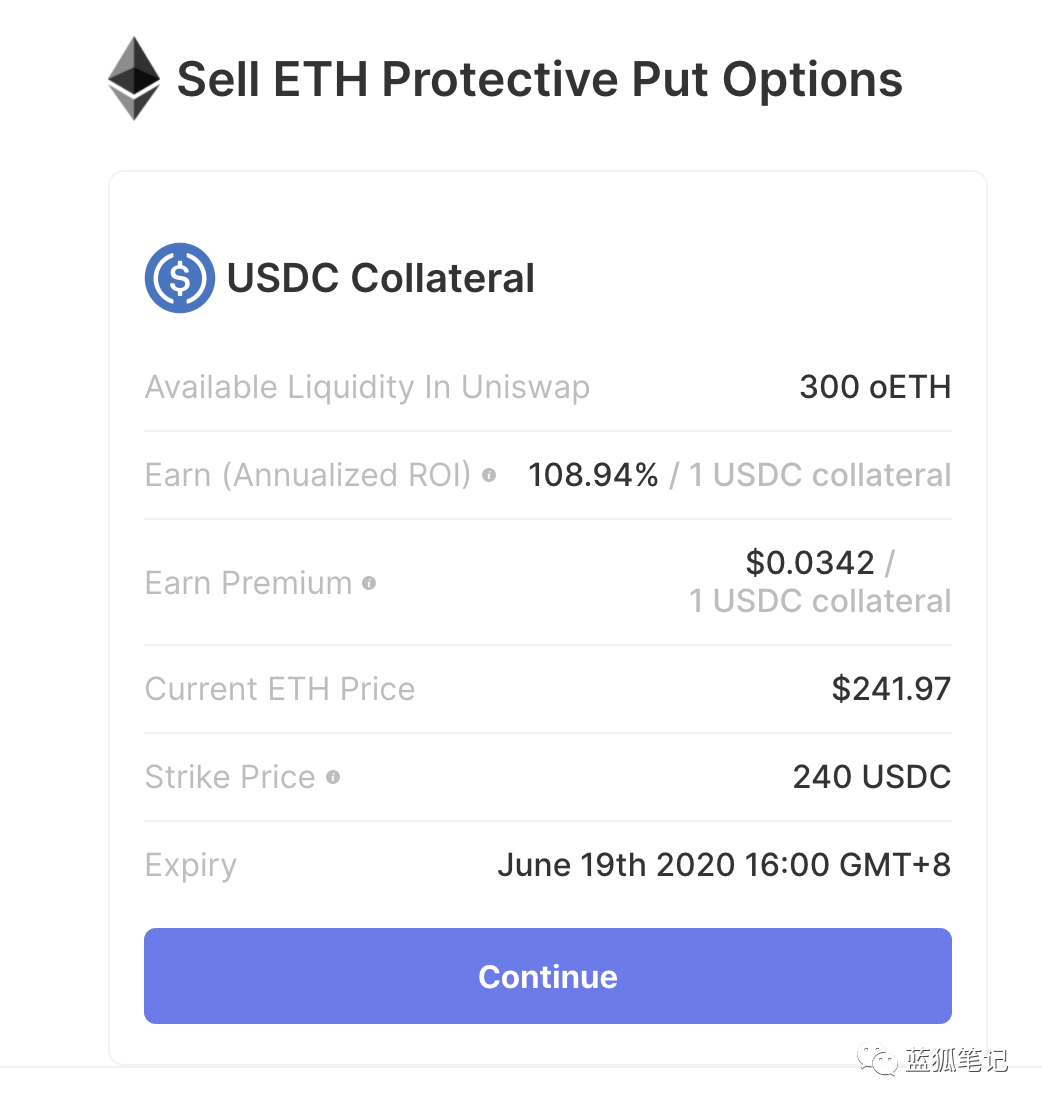 Sell ETH Protective Put Options
USDC Collateral
Available Liquidity In Uniswap 300 oETH
Earn (Annualized ROI) 108.94% / 1 USDC collateral
$0.0342 /
Earn Premium
1 USDC collateral
Current ETH Price $241.97
Strike Price 240 USDC
Expiry June 19th 2020 16:00 GMT+8
Continue
蓝狐笔记